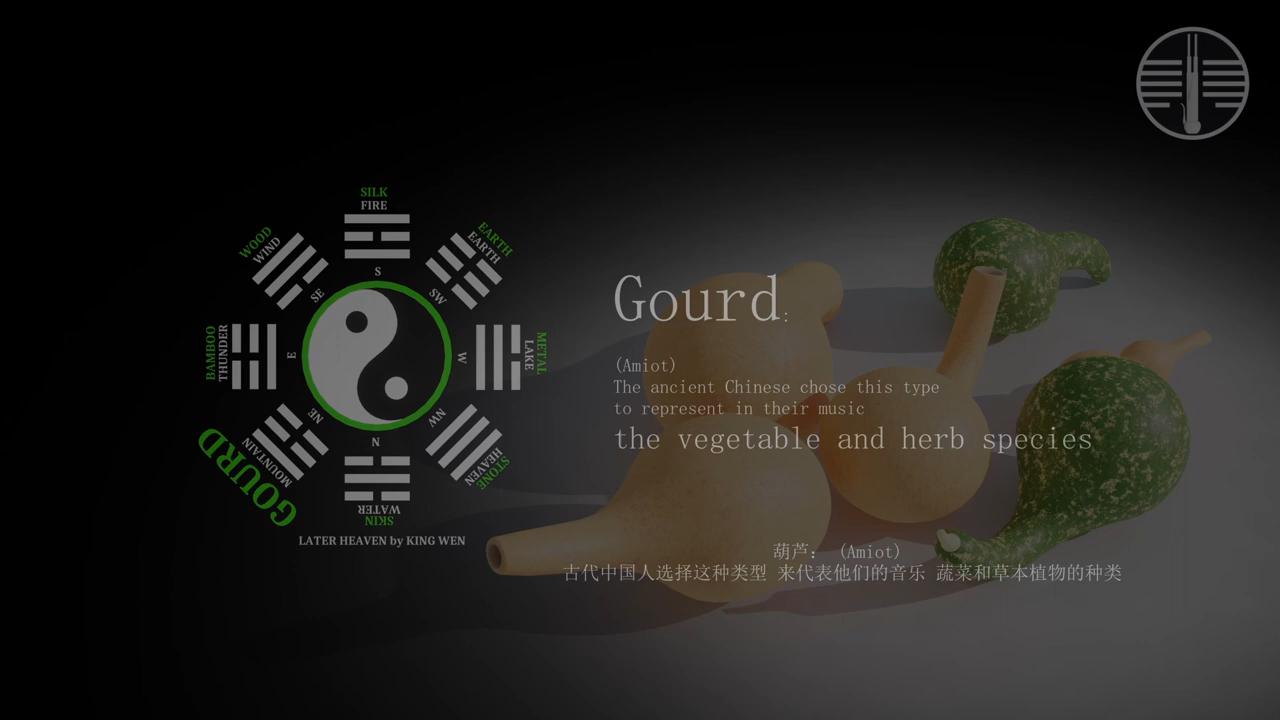 SILK
FIRE
WOOD
WIND
EARTH
EARTH
S
SE
SW
BAMBOO
THUNDER
E
W
LAKE
METAL
NE
NW
N
GOURD
MOUNTAIN
HEAVEN
STONE
WATER
SKIN
LATER HEAVEN by KING WEN
Gourd:
(Amiot)
The ancient Chinese chose this type
to represent in their music
the vegetable and herb species
葫芦: (Amiot)
古代中国人选择这种类型 来代表他们的音乐 蔬菜和草本植物的种类